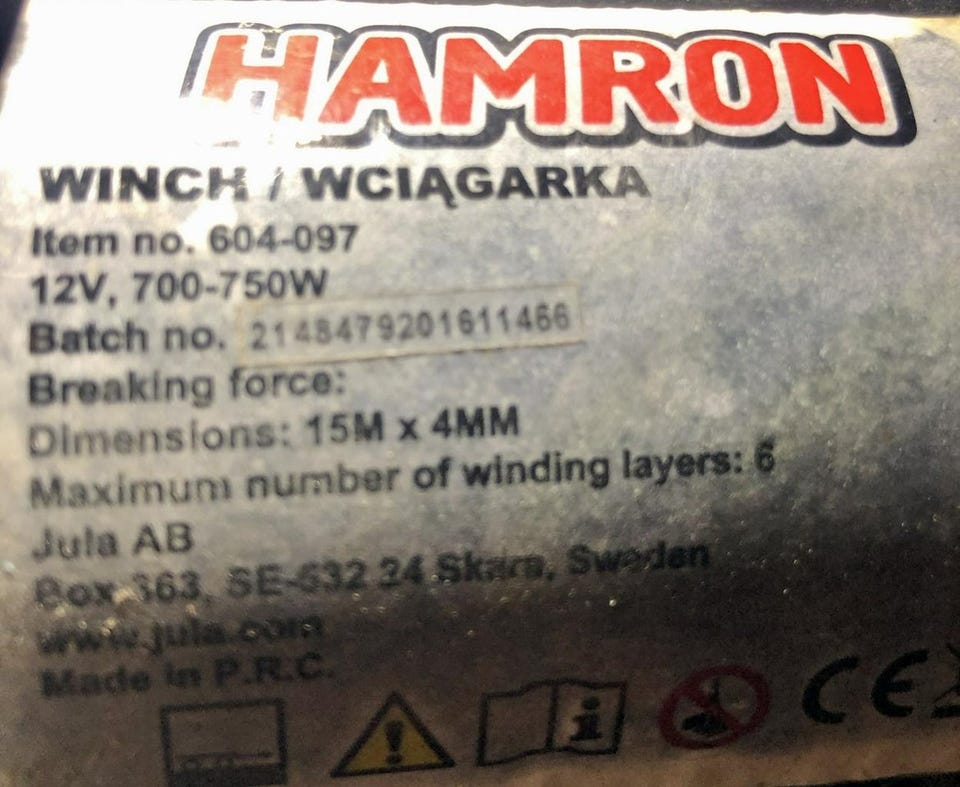 HAMRON
WINCH / WCIĄGARKA
Item no. 604-097
12V, 700-750W
Batch no. 2148479201611466
Breaking force:
Dimensions: 15M x 4MM
Maximum number of winding layers: 6
Jula AB
Box 363, SE-532 24 Skara, Sweden
www.jula.com
Made in P.R.C.
CE